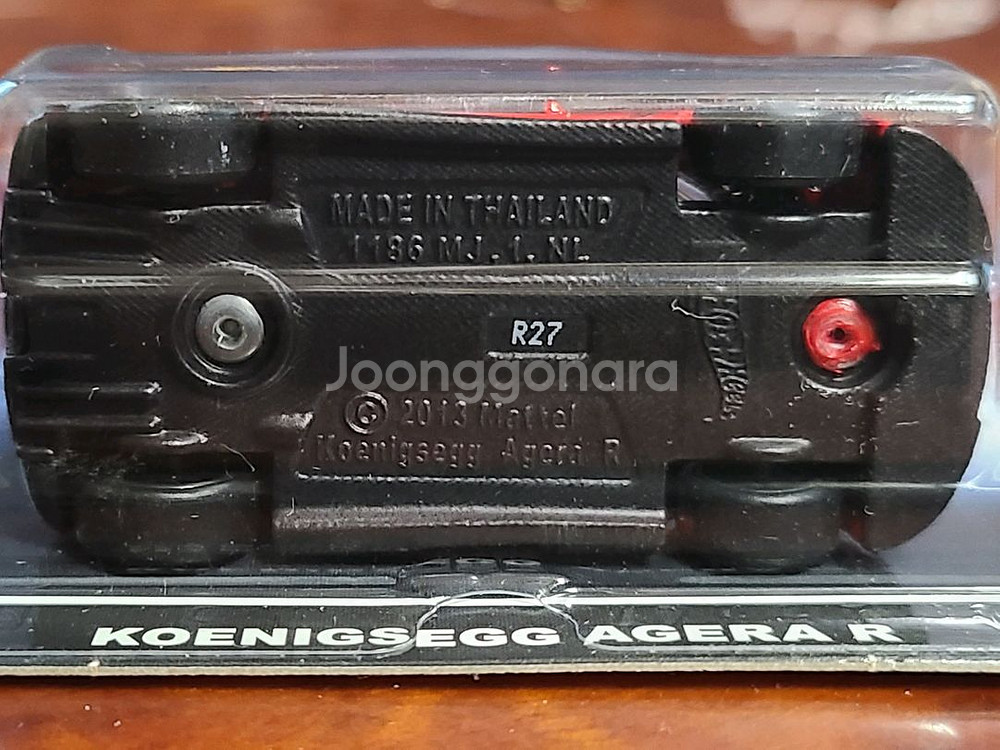 MADE IN THAILAND
1186 MJ.1.NL
R27
Hot Wheels
Joonggonara
© 2013 Mattel
Koenigsegg Agera R
KOENIGSEGG AGERA R